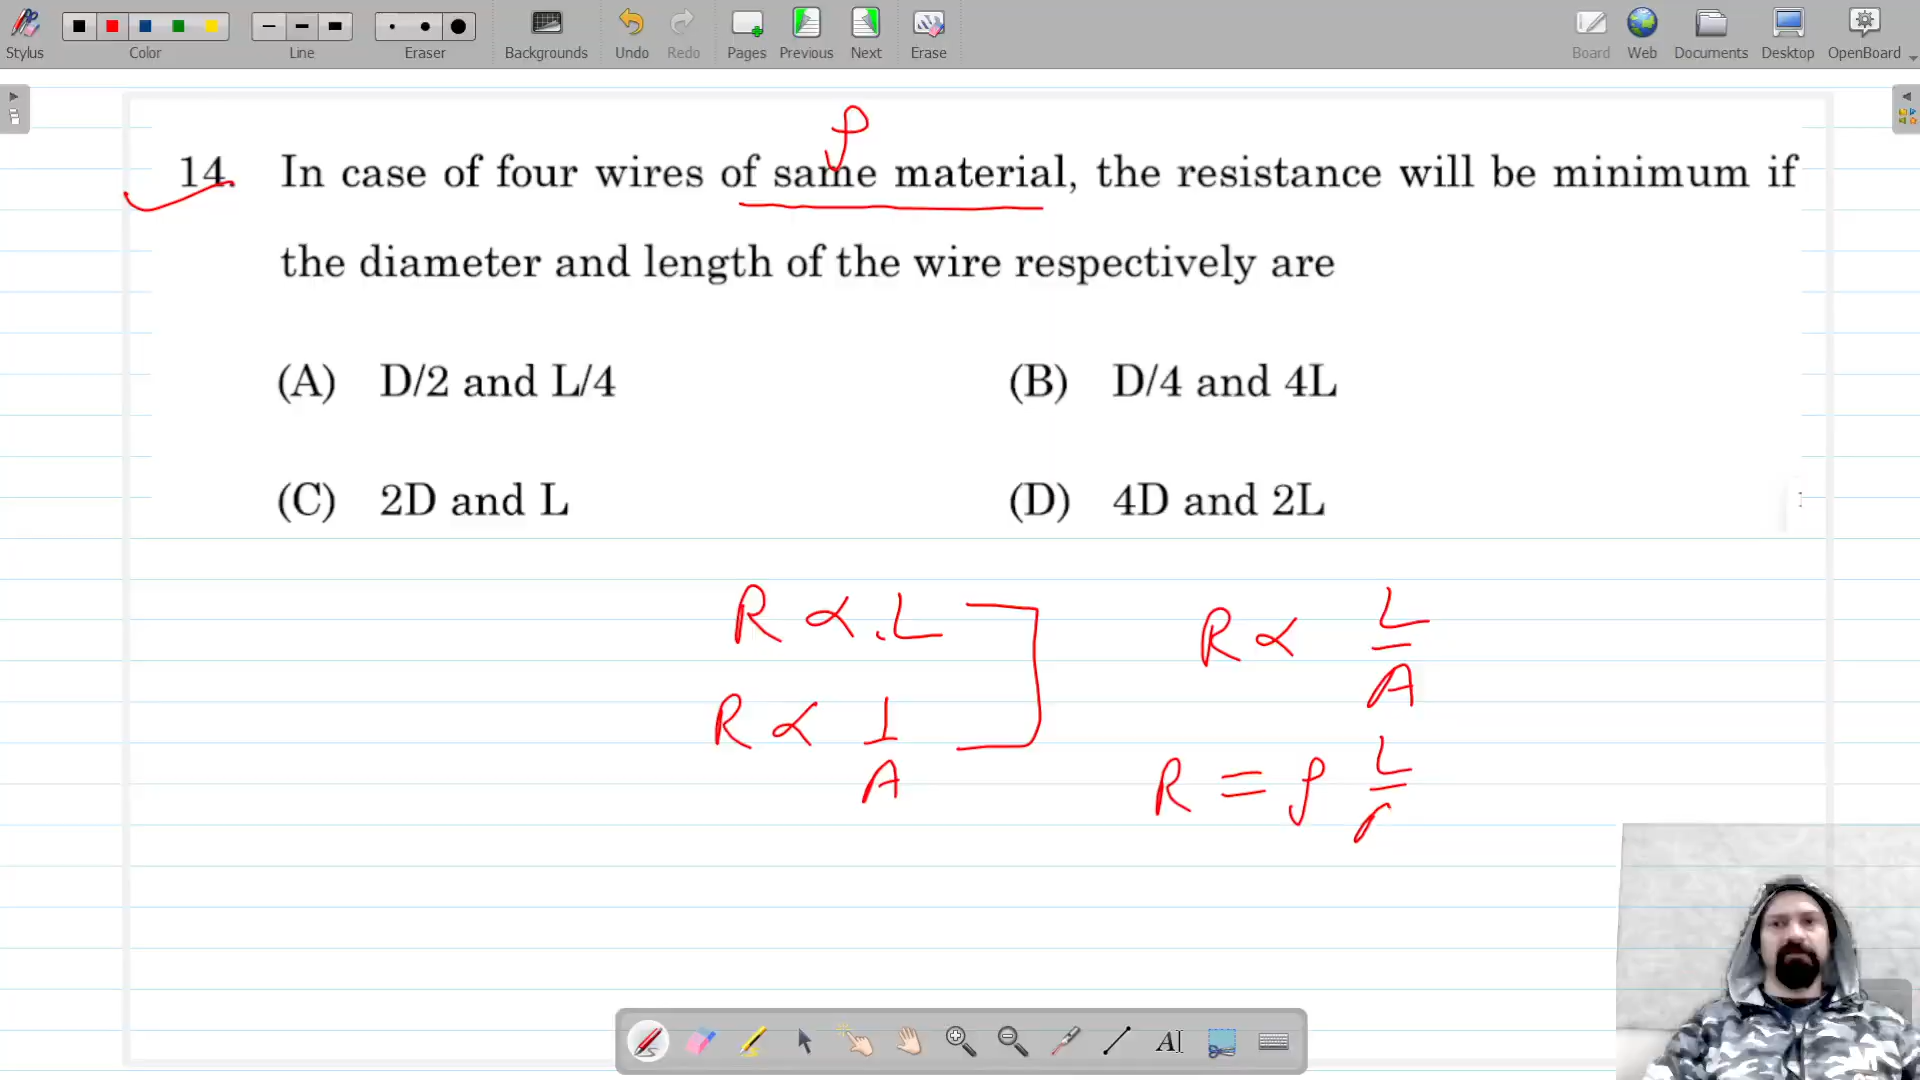 Stylus
Color
Line
Eraser
Backgrounds
Undo
Redo
Pages
Previous
Next
Erase
Board
Web
Documents
Desktop
OpenBoard
ρ
14. In case of four wires of same material, the resistance will be minimum if
the diameter and length of the wire respectively are
(A) D/2 and L/4
(B) D/4 and 4L
(C) 2D and L
(D) 4D and 2L
R ∝ L
R ∝ 1/A
R ∝ L/A
R = ρ L/